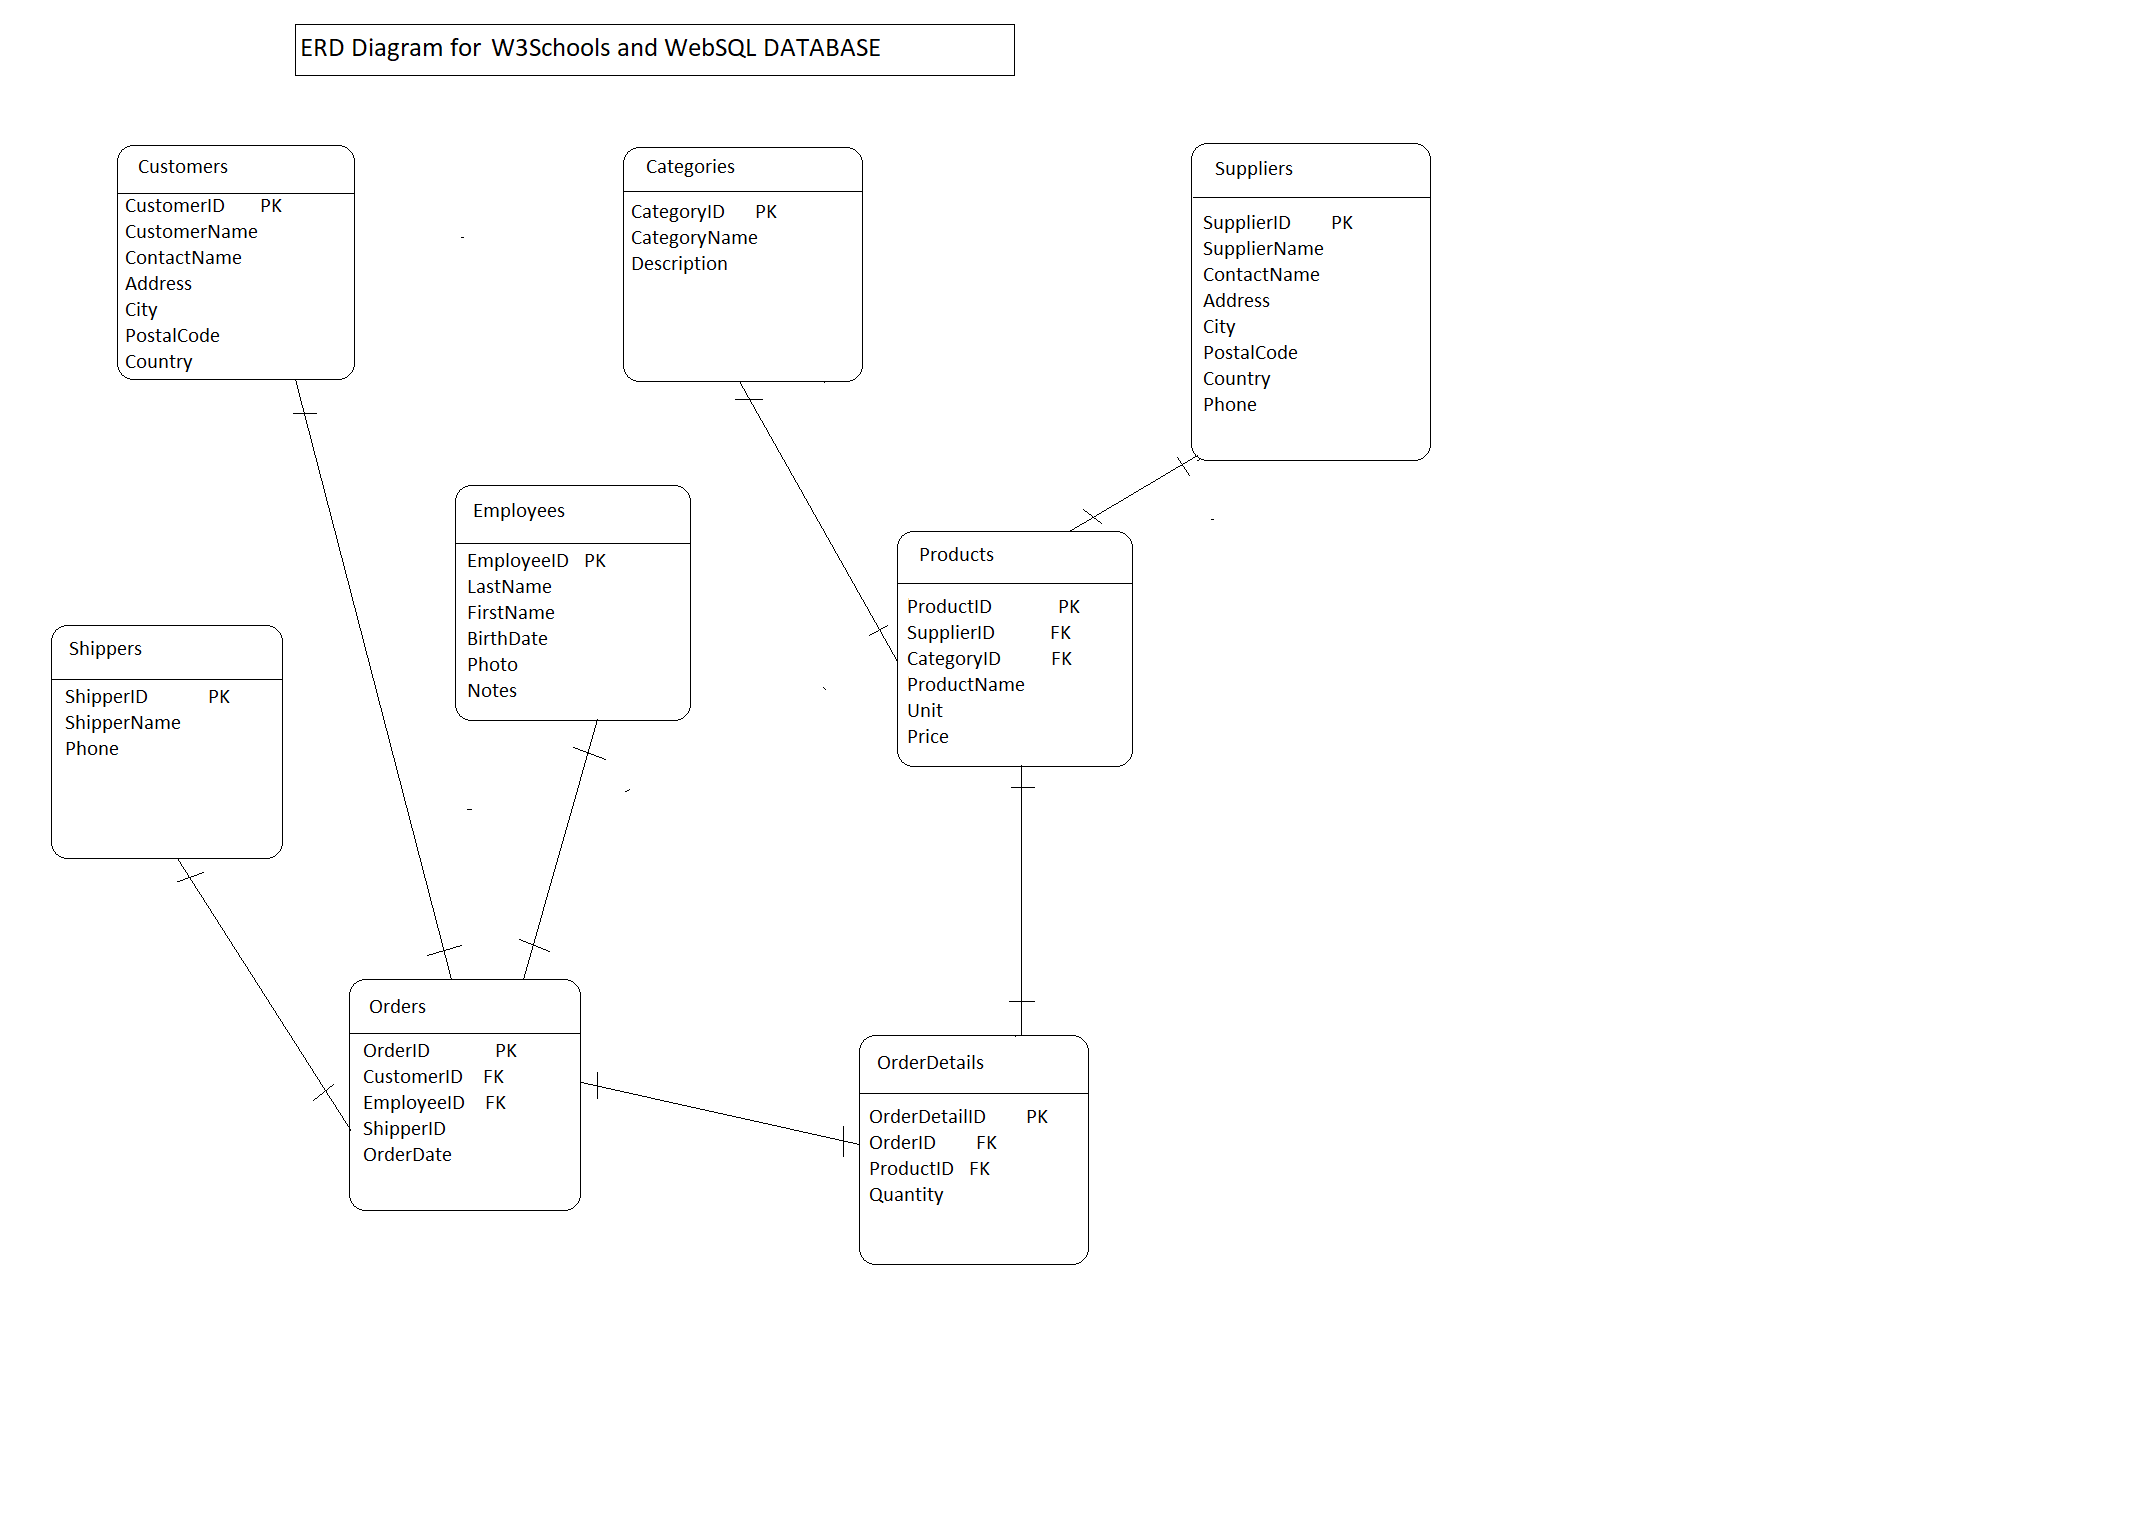 ERD Diagram for W3Schools and WebSQL DATABASE
Customers
CustomerID PK
CustomerName
ContactName
Address
City
PostalCode
Country
Categories
CategoryID PK
CategoryName
Description
Suppliers
SupplierID PK
SupplierName
ContactName
Address
City
PostalCode
Country
Phone
Employees
EmployeeID PK
LastName
FirstName
BirthDate
Photo
Notes
Products
ProductID PK
SupplierID FK
CategoryID FK
ProductName
Unit
Price
Shippers
ShipperID PK
ShipperName
Phone
Orders
OrderID PK
CustomerID FK
EmployeeID FK
ShipperID
OrderDate
OrderDetails
OrderDetailID PK
OrderID FK
ProductID FK
Quantity